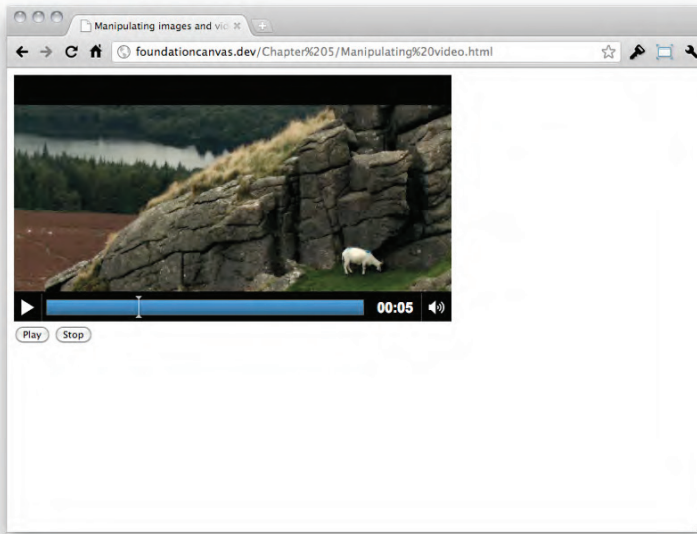 Manipulating images and vid
foundationcanvas.dev/Chapter%205/Manipulating%20video.html
00:05
Play Stop